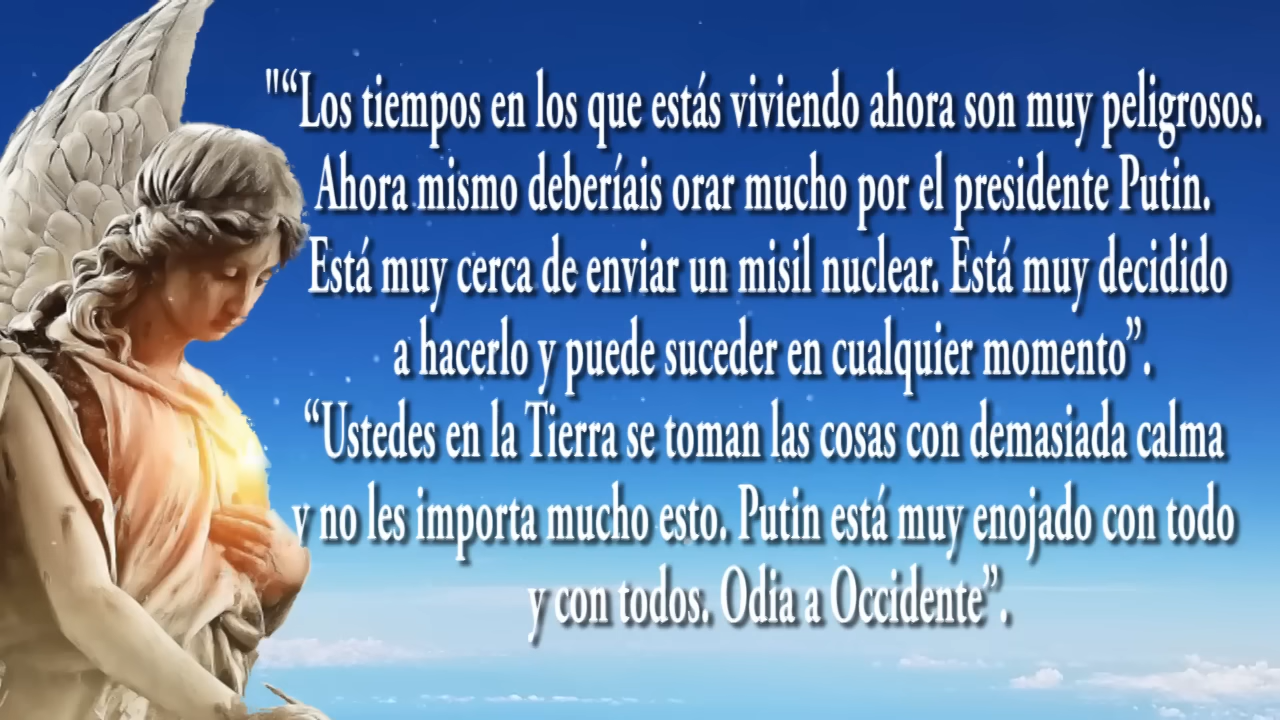 "“Los tiempos en los que estás viviendo ahora son muy peligrosos.
Ahora mismo deberíais orar mucho por el presidente Putin.
Está muy cerca de enviar un misil nuclear. Está muy decidido
a hacerlo y puede suceder en cualquier momento”.
“Ustedes en la Tierra se toman las cosas con demasiada calma
y no les importa mucho esto. Putin está muy enojado con todo
y con todos. Odia a Occidente”.